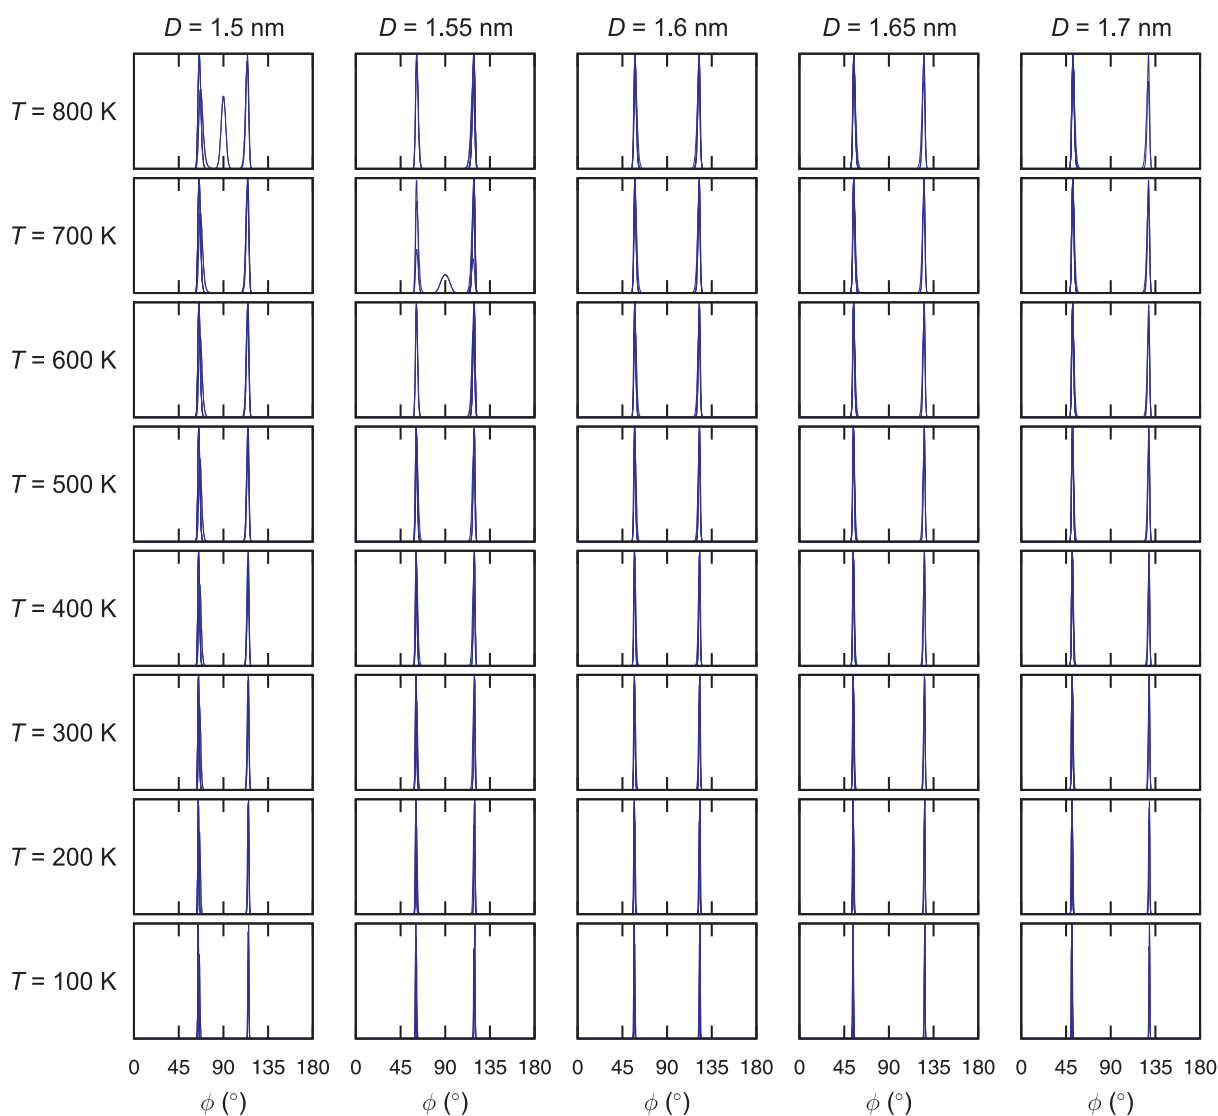 D = 1.5 nm D = 1.55 nm D = 1.6 nm D = 1.65 nm D = 1.7 nm
T = 800 K
T = 700 K
T = 600 K
T = 500 K
T = 400 K
T = 300 K
T = 200 K
T = 100 K
0 45 90 135 180 0 45 90 135 180 0 45 90 135 180 0 45 90 135 180 0 45 90 135 180
ϕ (°) ϕ (°) ϕ (°) ϕ (°) ϕ (°)